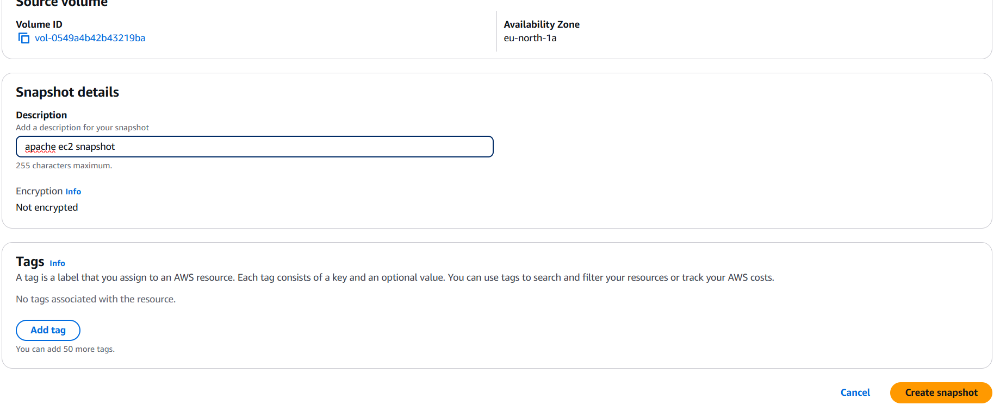 Source volume
Volume ID
vol-0549a4b42b43219ba
Availability Zone
eu-north-1a
Snapshot details
Description
Add a description for your snapshot
apache ec2 snapshot
255 characters maximum.
Encryption Info
Not encrypted
Tags Info
A tag is a label that you assign to an AWS resource. Each tag consists of a key and an optional value. You can use tags to search and filter your resources or track your AWS costs.
No tags associated with the resource.
Add tag
You can add 50 more tags.
Cancel
Create snapshot